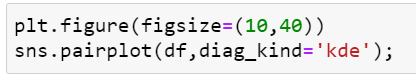 plt.figure(figsize=(10,40))
sns.pairplot(df,diag_kind='kde');